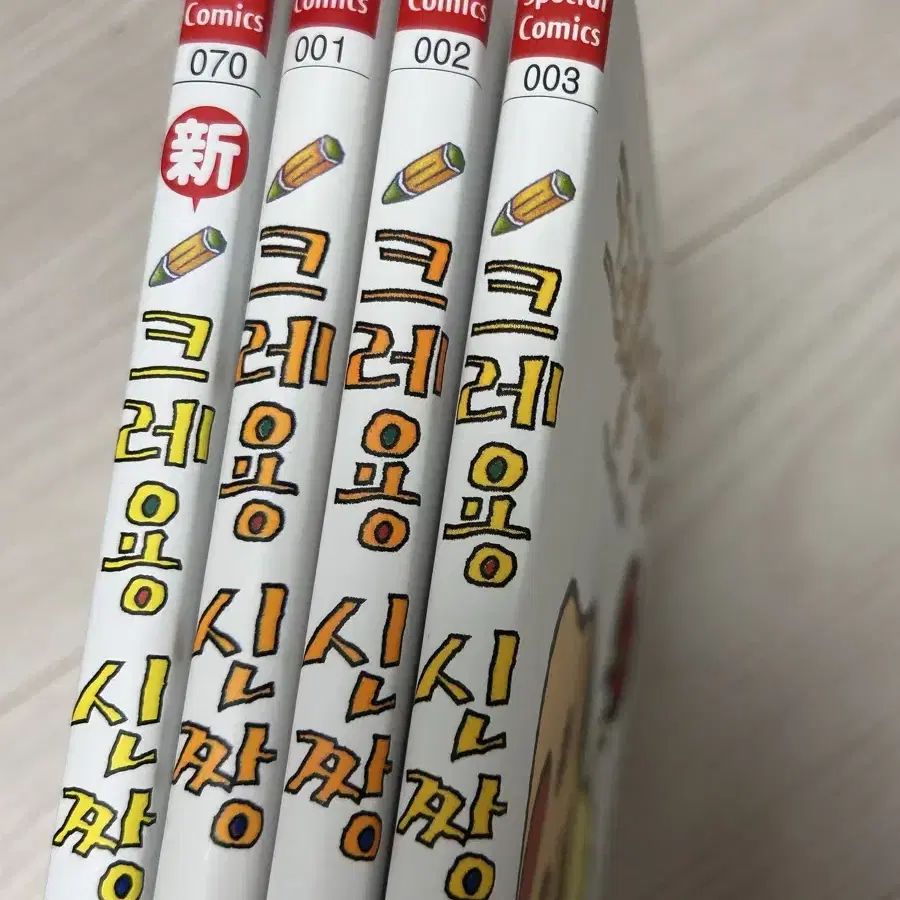 Comics
070
新
크레용 신짱
Comics
001
크레용 신짱
Comics
002
크레용 신짱
Special
Comics
003
크레용 신짱